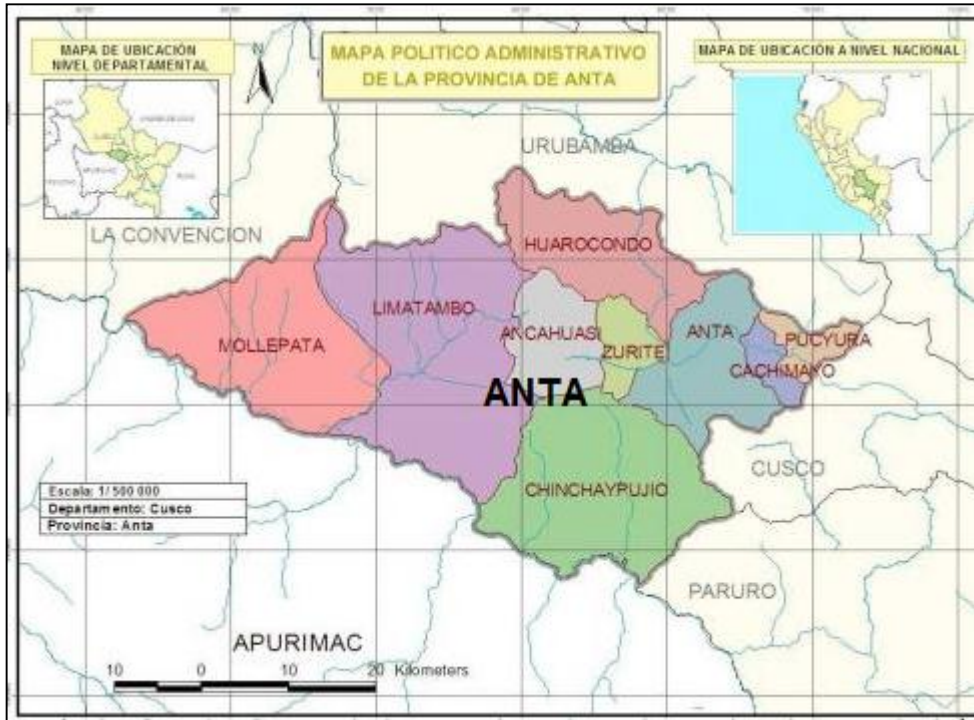 MAPA DE UBICACIÓN
NIVEL DEPARTAMENTAL
MAPA POLITICO ADMINISTRATIVO
DE LA PROVINCIA DE ANTA
MAPA DE UBICACIÓN A NIVEL NACIONAL
N
URUBAMBA
LA CONVENCION
HUAROCONDO
LIMATAMBO
ANCAHUASI
ANTA
PUCYURA
MOLLEPATA
ZURITE
CACHIMAYO
ANTA
CHINCHAYPUJIO
CUSCO
Escala: 1/500 000
Departamento: Cusco
Provincia: Anta
PARURO
APURIMAC
10 0 10 20 Kilometers